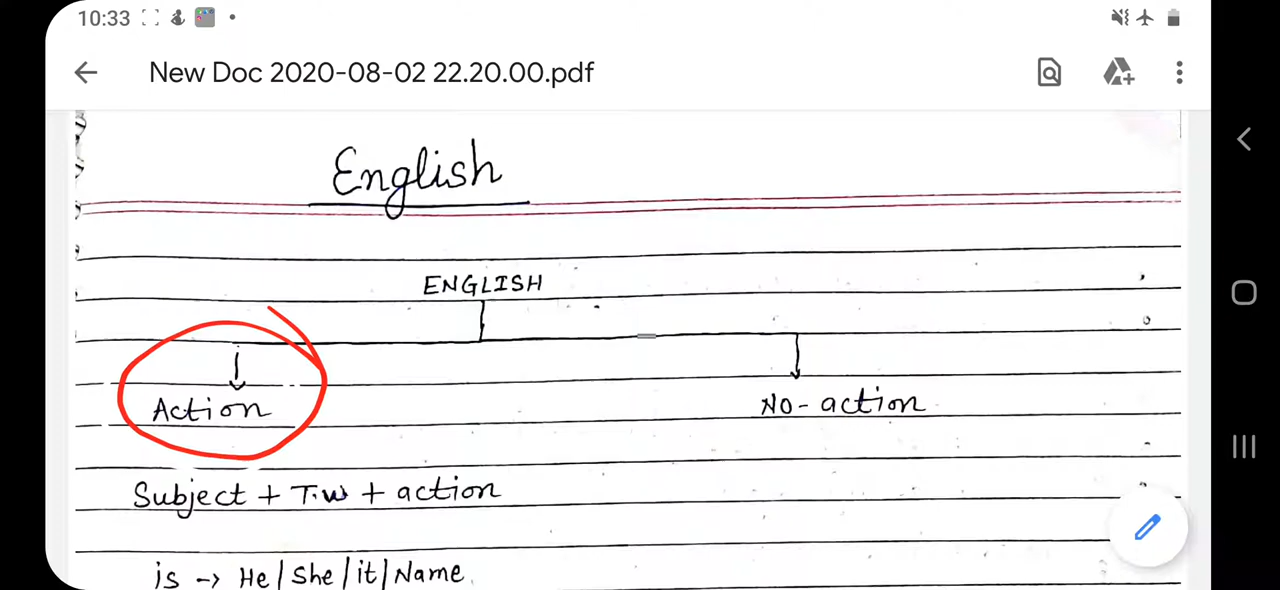 10:33
New Doc 2020-08-02 22.20.00.pdf
English
ENGLISH
Action
No-action
Subject + T.w + action
is → He/She/it/Name